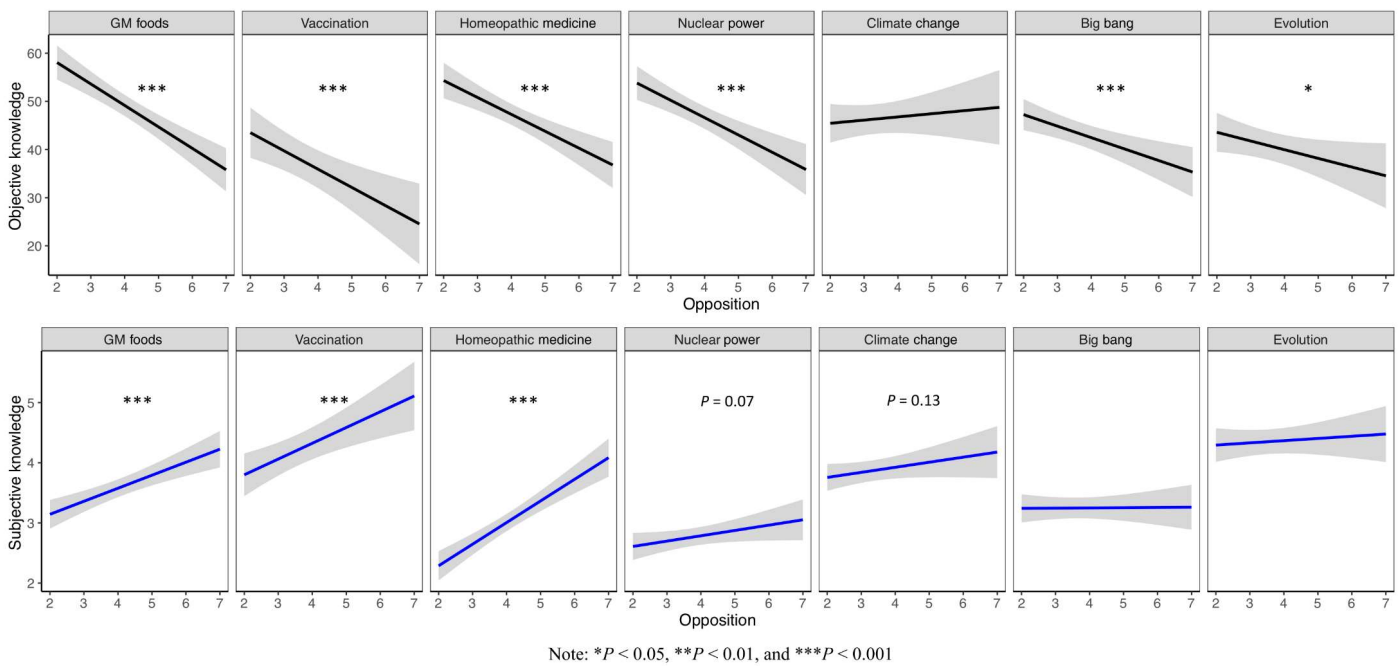 GM foods Vaccination Homeopathic medicine Nuclear power Climate change Big bang Evolution
60
50
40
30
20
Objective knowledge
*** *** *** *** *** *
2 3 4 5 6 7 2 3 4 5 6 7 2 3 4 5 6 7 2 3 4 5 6 7 2 3 4 5 6 7 2 3 4 5 6 7 2 3 4 5 6 7
Opposition
GM foods Vaccination Homeopathic medicine Nuclear power Climate change Big bang Evolution
5
4
3
2
Subjective knowledge
*** *** *** P = 0.07 P = 0.13
2 3 4 5 6 7 2 3 4 5 6 7 2 3 4 5 6 7 2 3 4 5 6 7 2 3 4 5 6 7 2 3 4 5 6 7 2 3 4 5 6 7
Opposition
Note: *P < 0.05, **P < 0.01, and ***P < 0.001